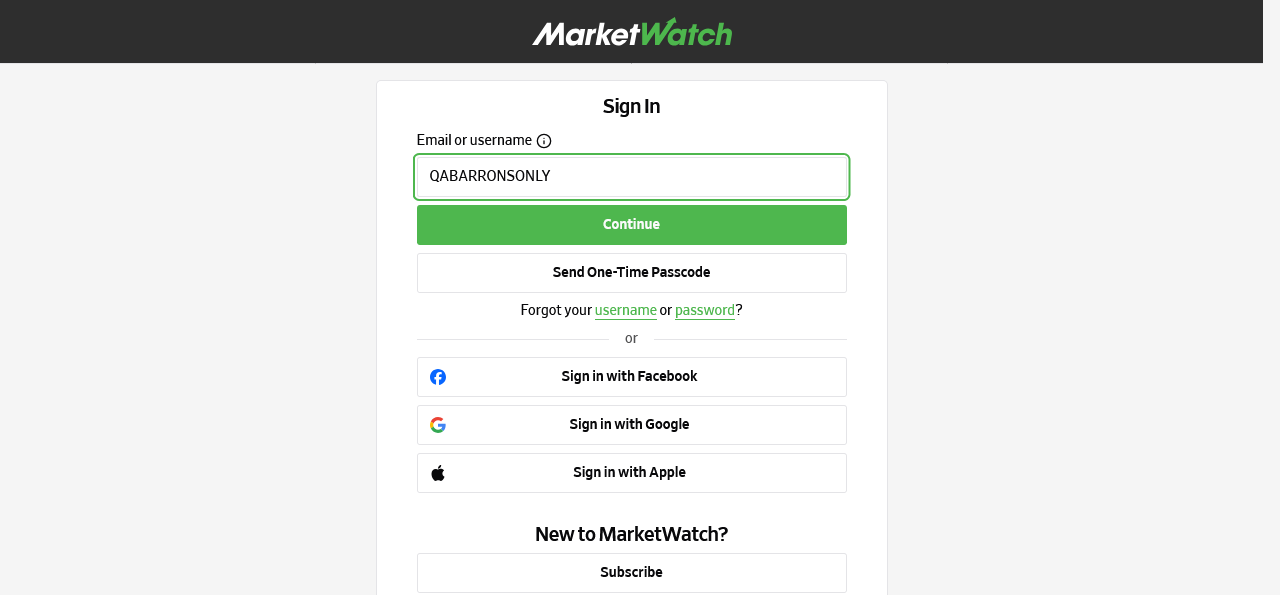 MarketWatch
Sign In
Email or username
QABARRONSONLY
Continue
Send One-Time Passcode
Forgot your username or password?
or
Sign in with Facebook
Sign in with Google
Sign in with Apple
New to MarketWatch?
Subscribe